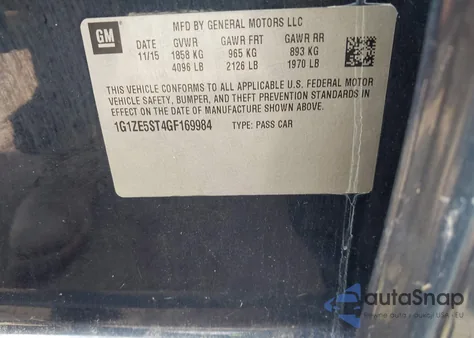 GM
MFD BY GENERAL MOTORS LLC
DATE GVWR GAWR FRT GAWR RR
11/15 1858 KG 965 KG 893 KG
4096 LB 2126 LB 1970 LB
THIS VEHICLE CONFORMS TO ALL APPLICABLE U.S. FEDERAL MOTOR
VEHICLE SAFETY, BUMPER, AND THEFT PREVENTION STANDARDS IN
EFFECT ON THE DATE OF MANUFACTURE SHOWN ABOVE.
1G1ZE5ST4GF169984 TYPE: PASS CAR
autaSnap